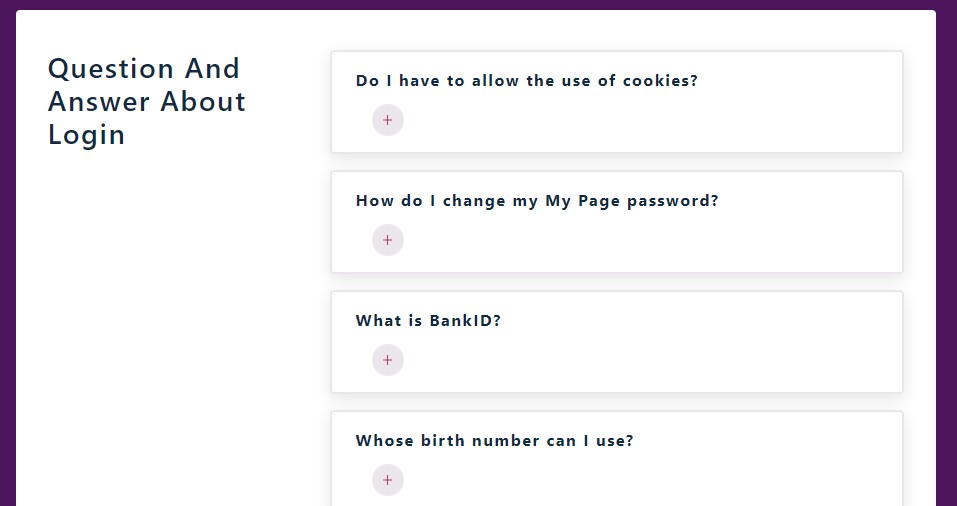 Question And
Answer About
Login
Do I have to allow the use of cookies?
+
How do I change my My Page password?
+
What is BankID?
+
Whose birth number can I use?
+